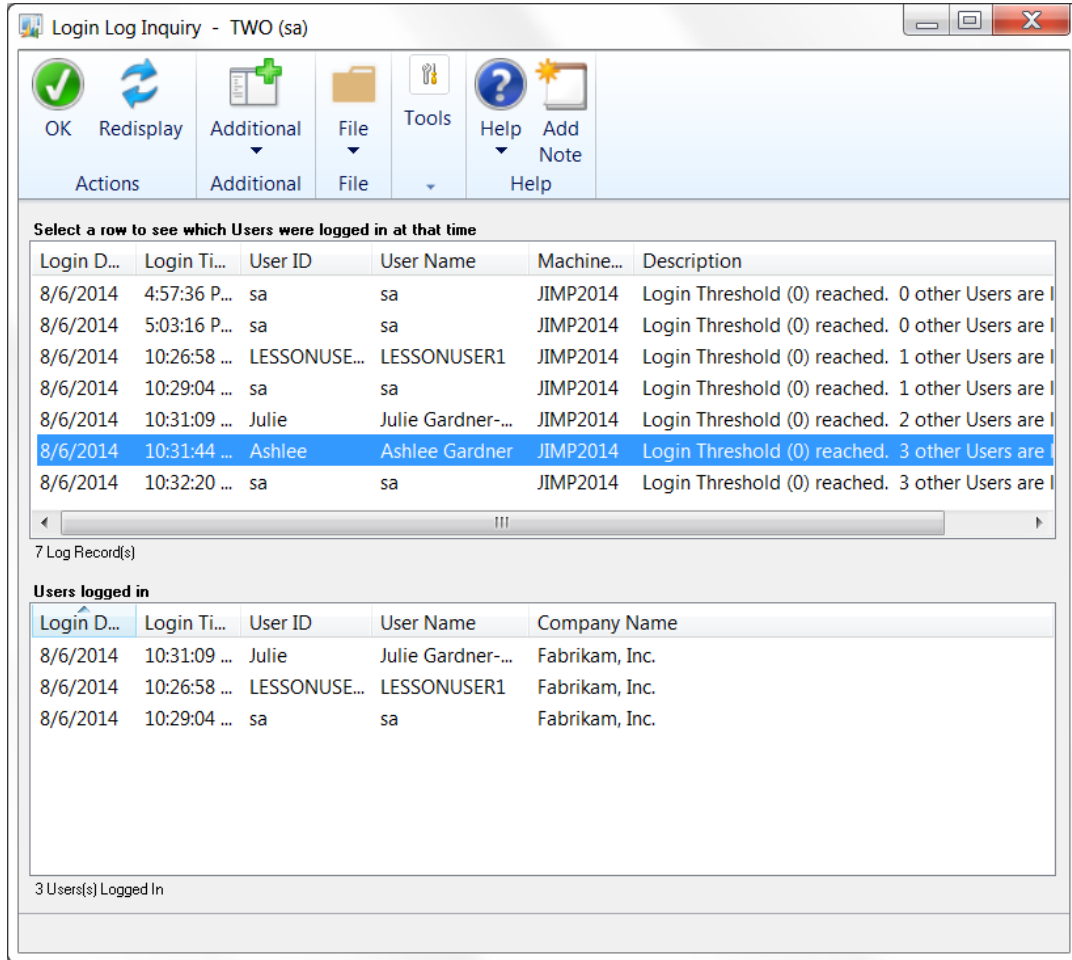 Login Log Inquiry - TWO (sa)
OK Redisplay Additional File Tools Help Add Note
Actions Additional File Help
Select a row to see which Users were logged in at that time
Login D... Login Ti... User ID User Name Machine... Description
8/6/2014 4:57:36 P... sa sa JIMP2014 Login Threshold (0) reached. 0 other Users are l
8/6/2014 5:03:16 P... sa sa JIMP2014 Login Threshold (0) reached. 0 other Users are l
8/6/2014 10:26:58 ... LESSONUSE... LESSONUSER1 JIMP2014 Login Threshold (0) reached. 1 other Users are l
8/6/2014 10:29:04 ... sa sa JIMP2014 Login Threshold (0) reached. 1 other Users are l
8/6/2014 10:31:09 ... Julie Julie Gardner-... JIMP2014 Login Threshold (0) reached. 2 other Users are l
8/6/2014 10:31:44 ... Ashlee Ashlee Gardner JIMP2014 Login Threshold (0) reached. 3 other Users are l
8/6/2014 10:32:20 ... sa sa JIMP2014 Login Threshold (0) reached. 3 other Users are l
7 Log Record(s)
Users logged in
Login D... Login Ti... User ID User Name Company Name
8/6/2014 10:31:09 ... Julie Julie Gardner-... Fabrikam, Inc.
8/6/2014 10:26:58 ... LESSONUSE... LESSONUSER1 Fabrikam, Inc.
8/6/2014 10:29:04 ... sa sa Fabrikam, Inc.
3 Users(s) Logged In